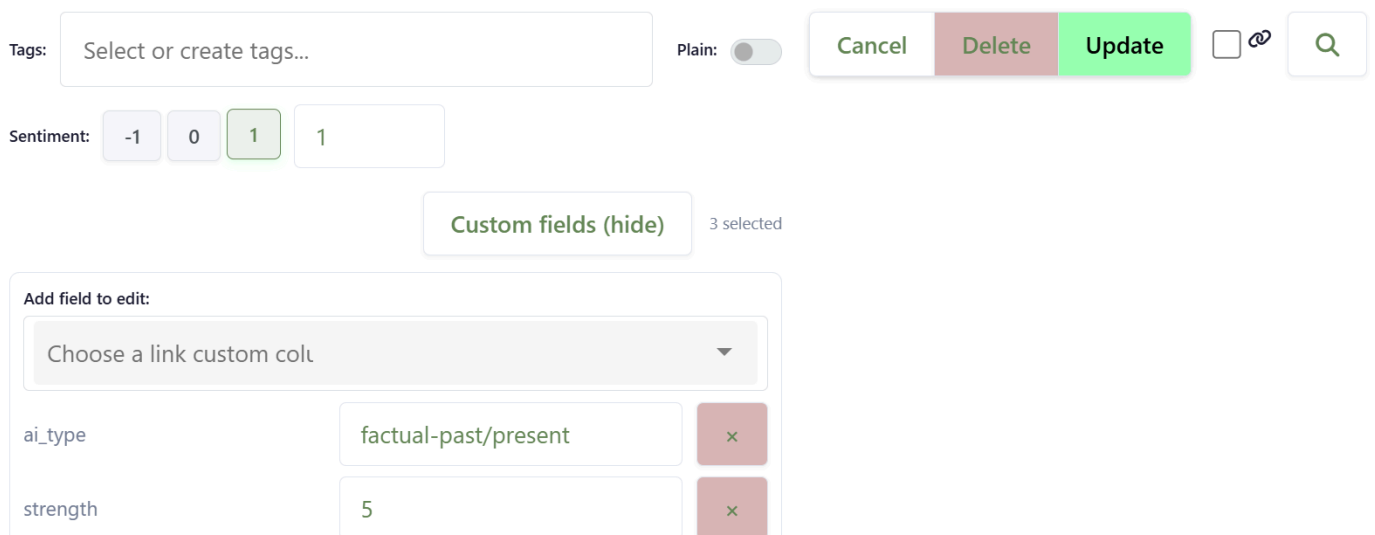 Tags: Select or create tags... Plain: Cancel Delete Update
Sentiment: -1 0 1 1
Custom fields (hide) 3 selected
Add field to edit:
Choose a link custom colu
ai_type factual-past/present ×
strength 5 ×